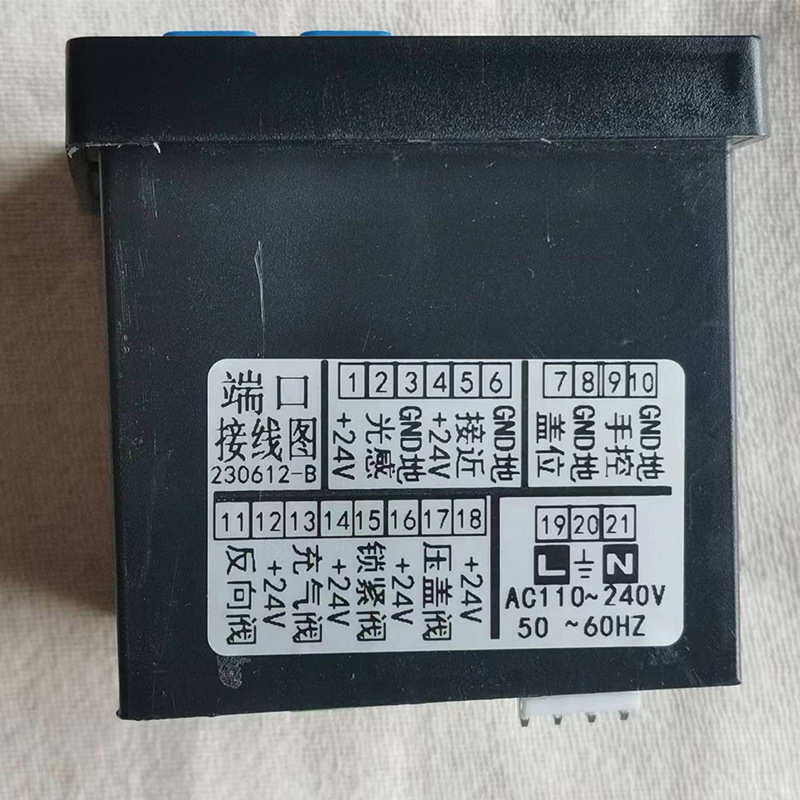 端口
接线图
230612-B
1 2 3 4 5 6
+24V
光感
GND地
+24V
接近
GND地
7 8 9 10
盖位
GND地
手控
GND地
11 12 13 14 15 16 17 18
反向阀
+24V
充气阀
+24V
锁紧阀
+24V
压盖阀
+24V
19 20 21
L N
AC110~240V
50 ~60HZ